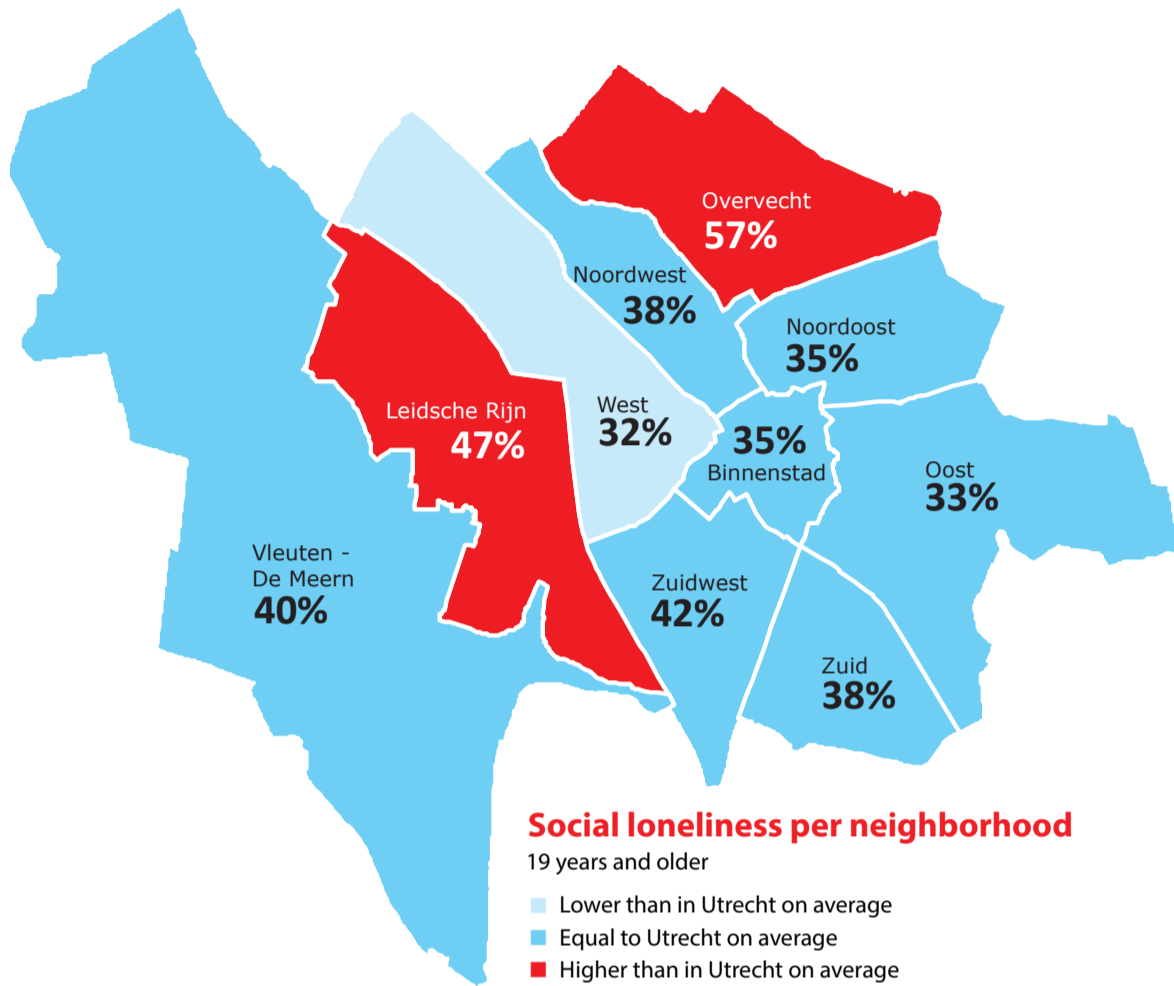 Overvecht
57%
Noordwest
38%
Noordoost
35%
Leidsche Rijn
47%
West
32%
35%
Binnenstad
Oost
33%
Vleuten -
De Meern
40%
Zuidwest
42%
Zuid
38%
Social loneliness per neighborhood
19 years and older
Lower than in Utrecht on average
Equal to Utrecht on average
Higher than in Utrecht on average